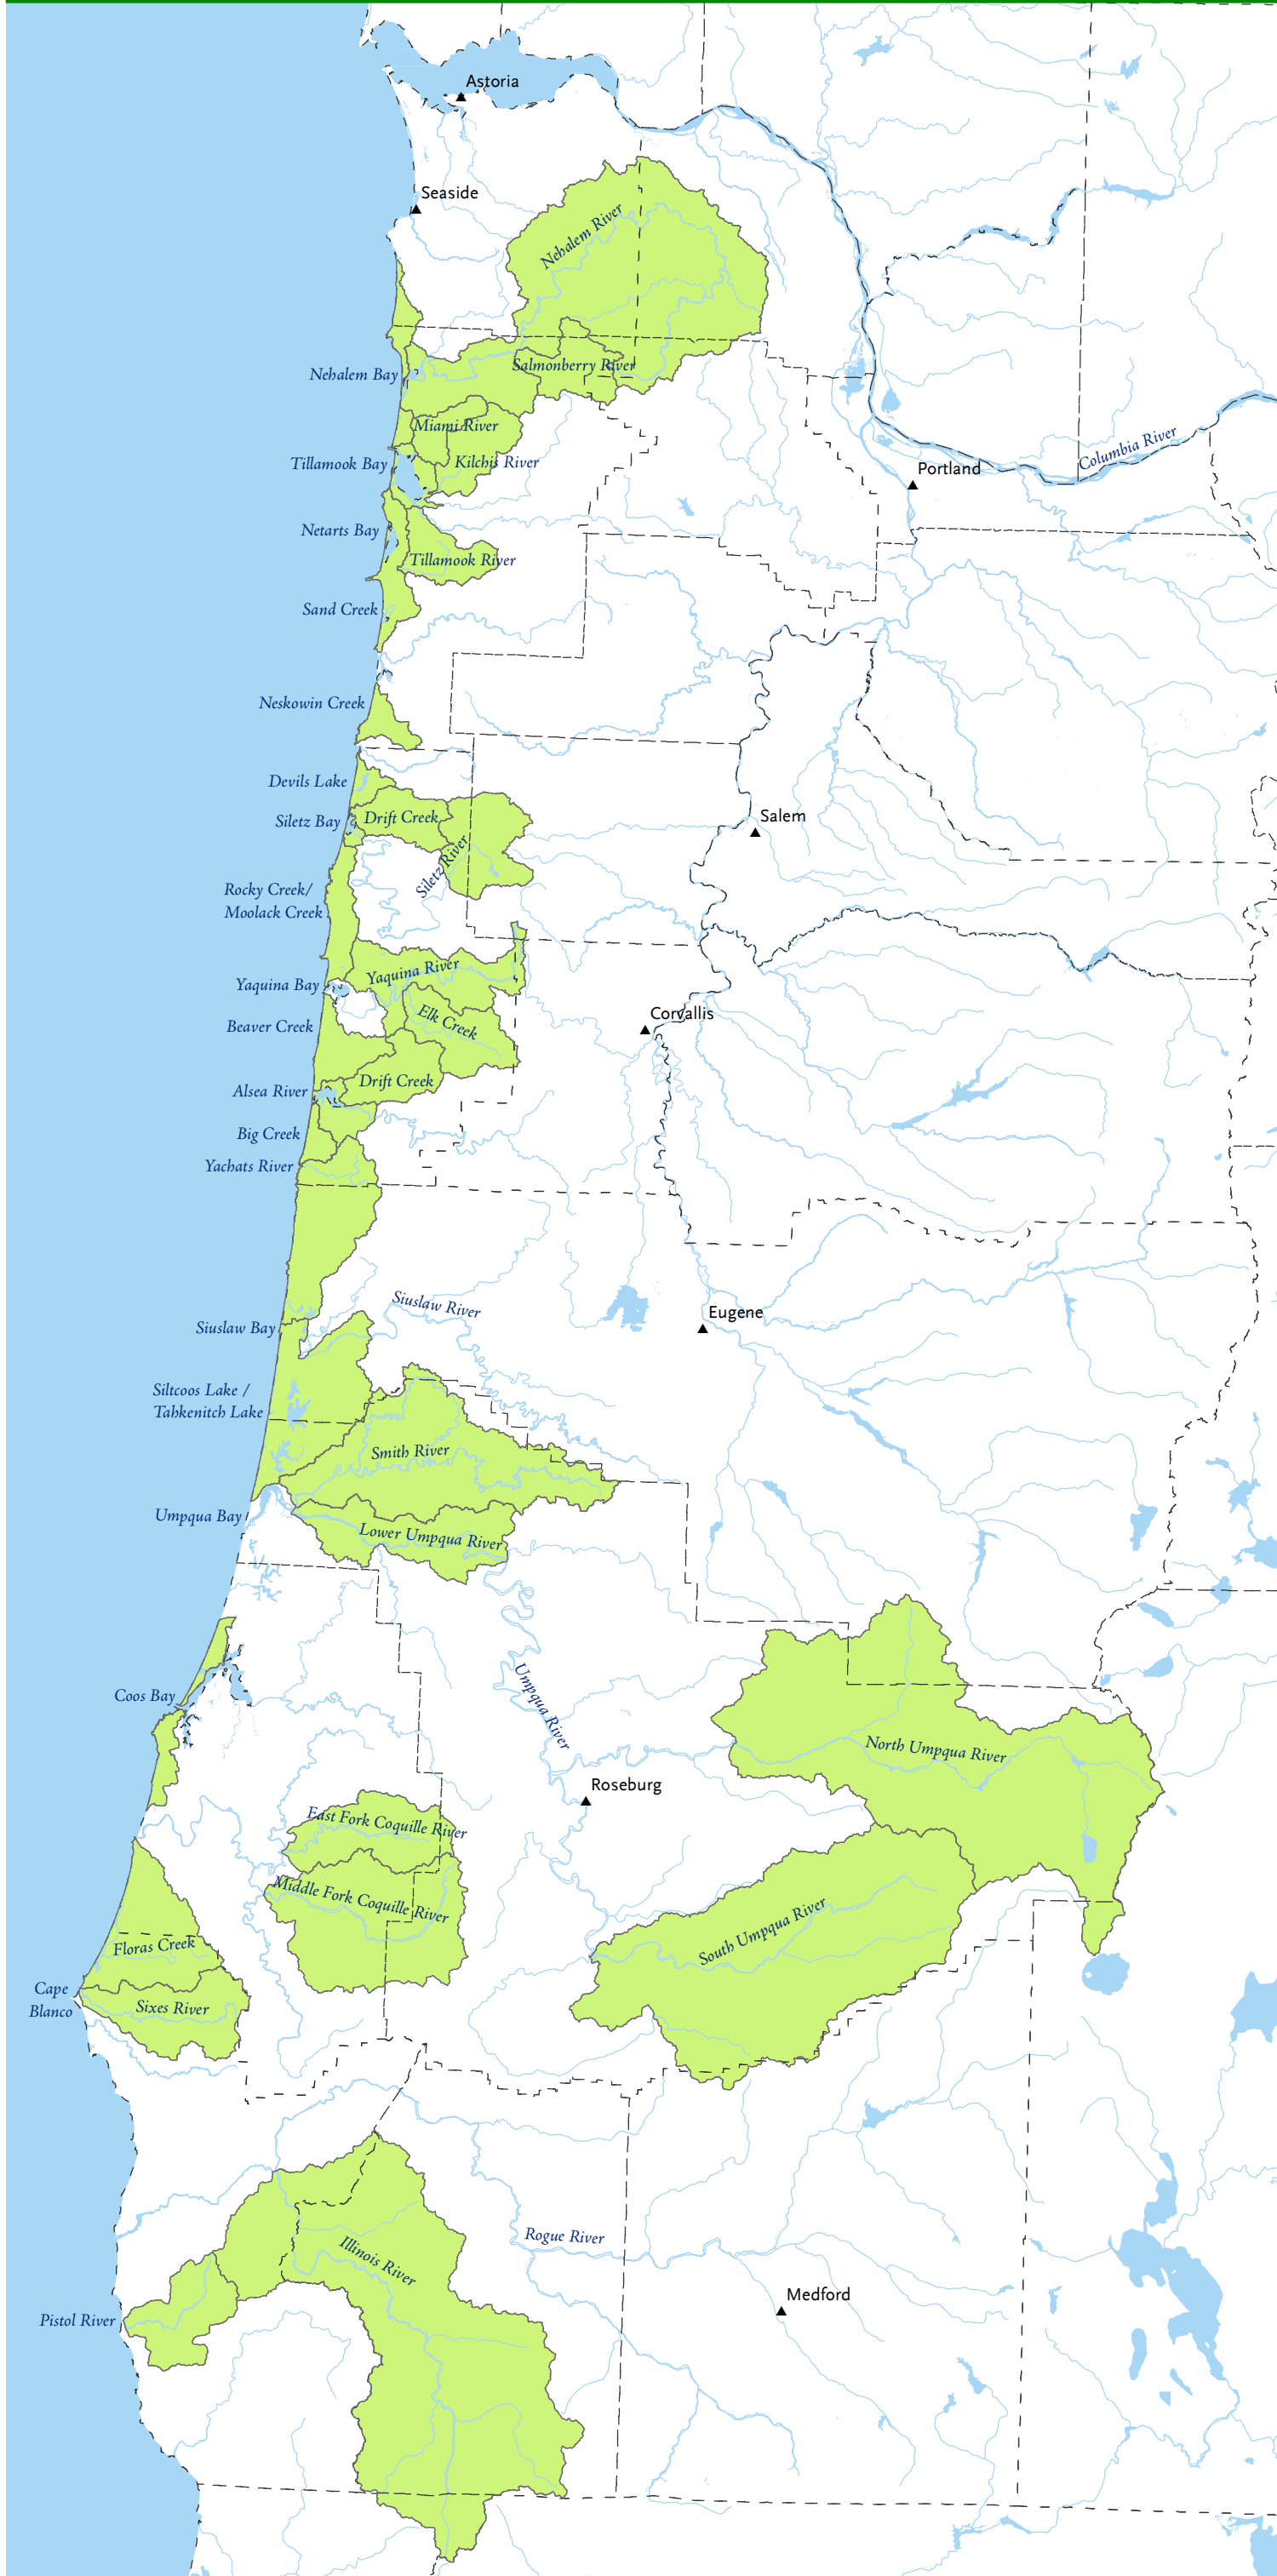 Astoria
Seaside
Nehalem River
Salmonberry River
Nehalem Bay
Miami River
Tillamook Bay
Kilchis River
Columbia River
Portland
Netarts Bay
Tillamook River
Sand Creek
Neskowin Creek
Devils Lake
Siletz Bay
Drift Creek
Salem
Siletz River
Rocky Creek/
Moolack Creek
Yaquina River
Yaquina Bay
Elk Creek
Corvallis
Beaver Creek
Drift Creek
Alsea River
Big Creek
Yachats River
Siuslaw River
Eugene
Siuslaw Bay
Siltcoos Lake /
Tahkenitch Lake
Smith River
Umpqua Bay
Lower Umpqua River
Umpqua River
Coos Bay
North Umpqua River
Roseburg
East Fork Coquille River
Middle Fork Coquille River
South Umpqua River
Floras Creek
Cape
Blanco
Sixes River
Rogue River
Illinois River
Medford
Pistol River